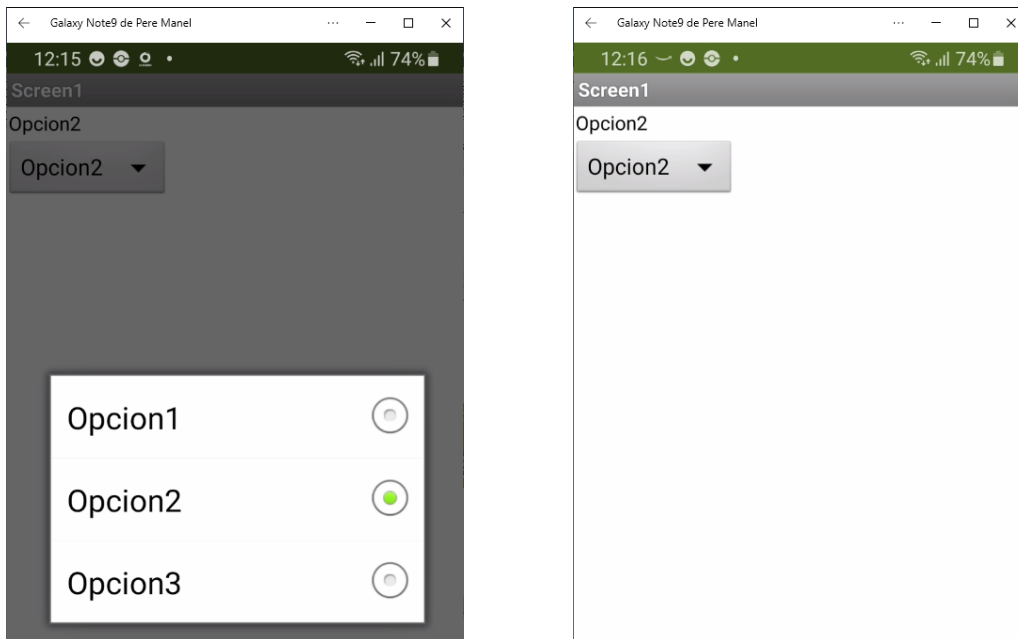 Galaxy Note9 de Pere Manel
12:15 74%
Screen1
Opcion2
Opcion2
Opcion1
Opcion2
Opcion3
Galaxy Note9 de Pere Manel
12:16 74%
Screen1
Opcion2
Opcion2